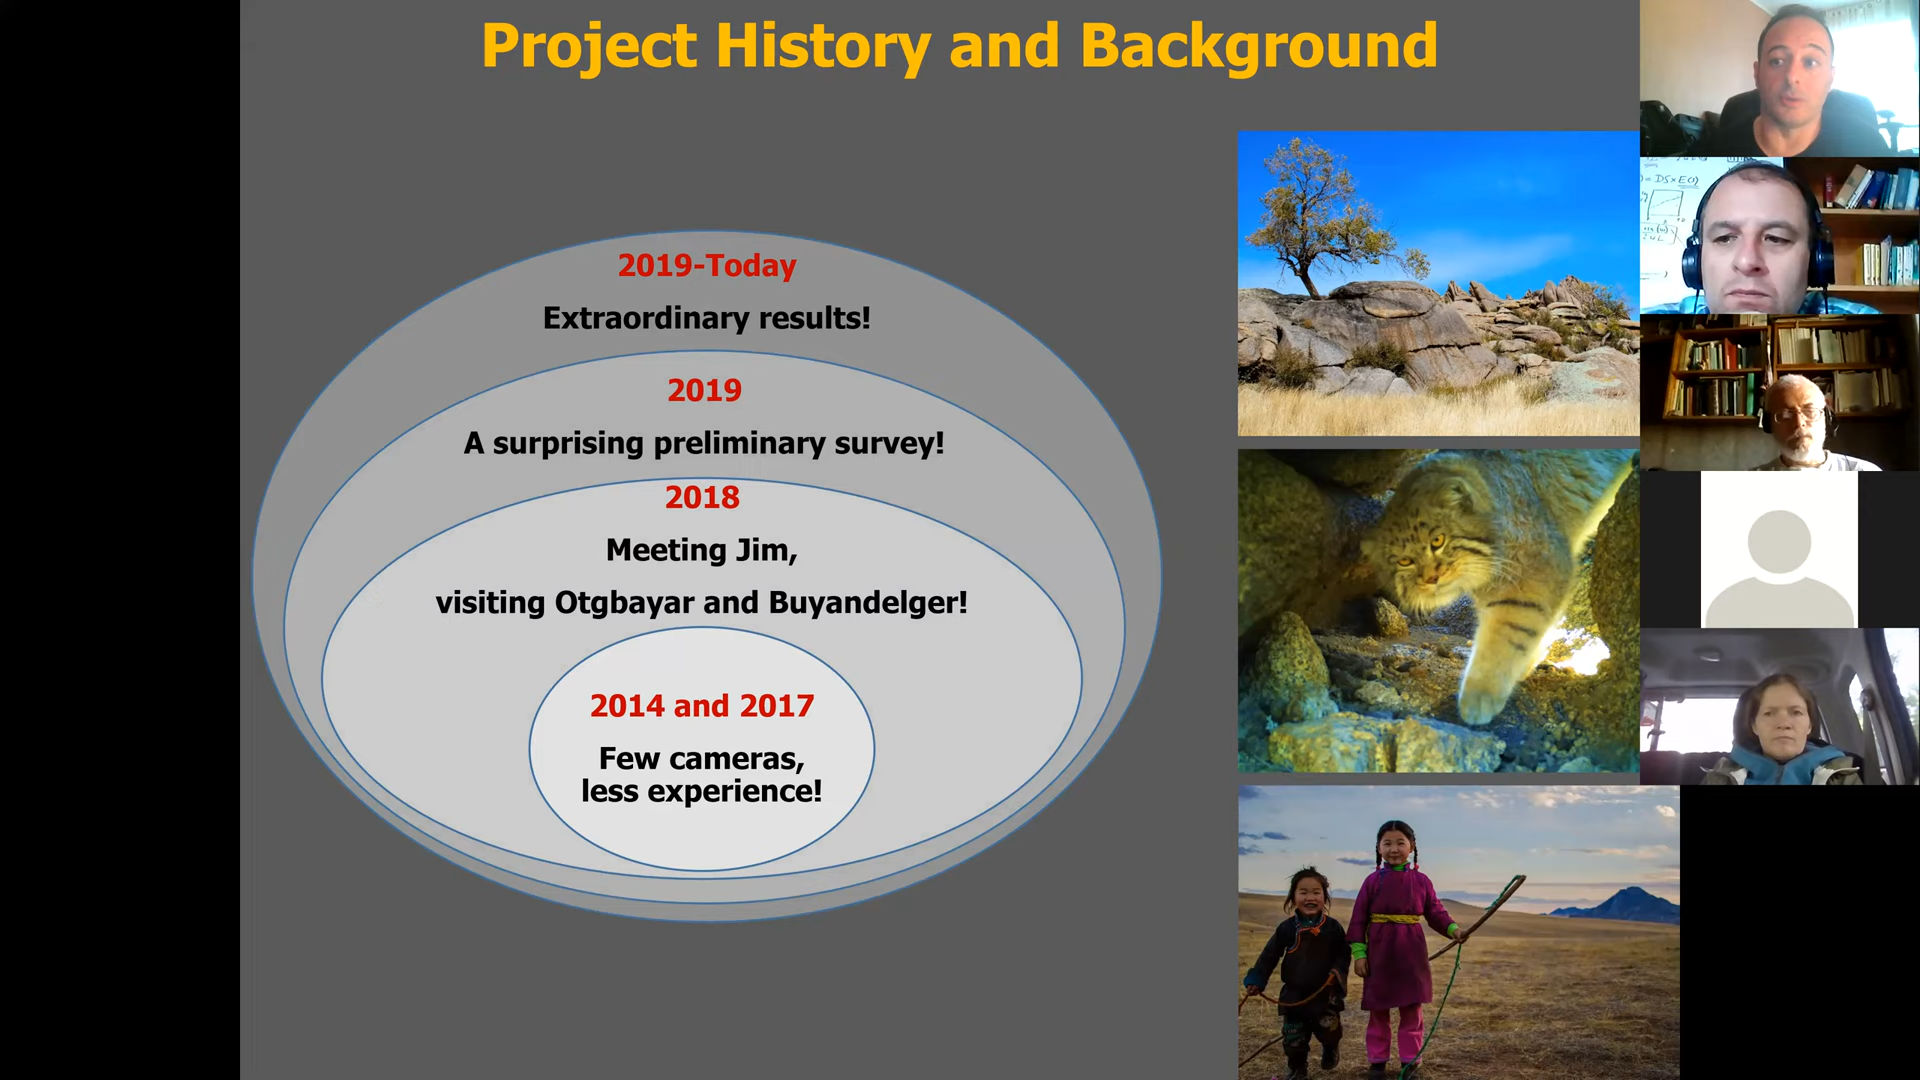 Project History and Background
2019-Today
Extraordinary results!
2019
A surprising preliminary survey!
2018
Meeting Jim,
visiting Otgbayar and Buyandelger!
2014 and 2017
Few cameras,
less experience!